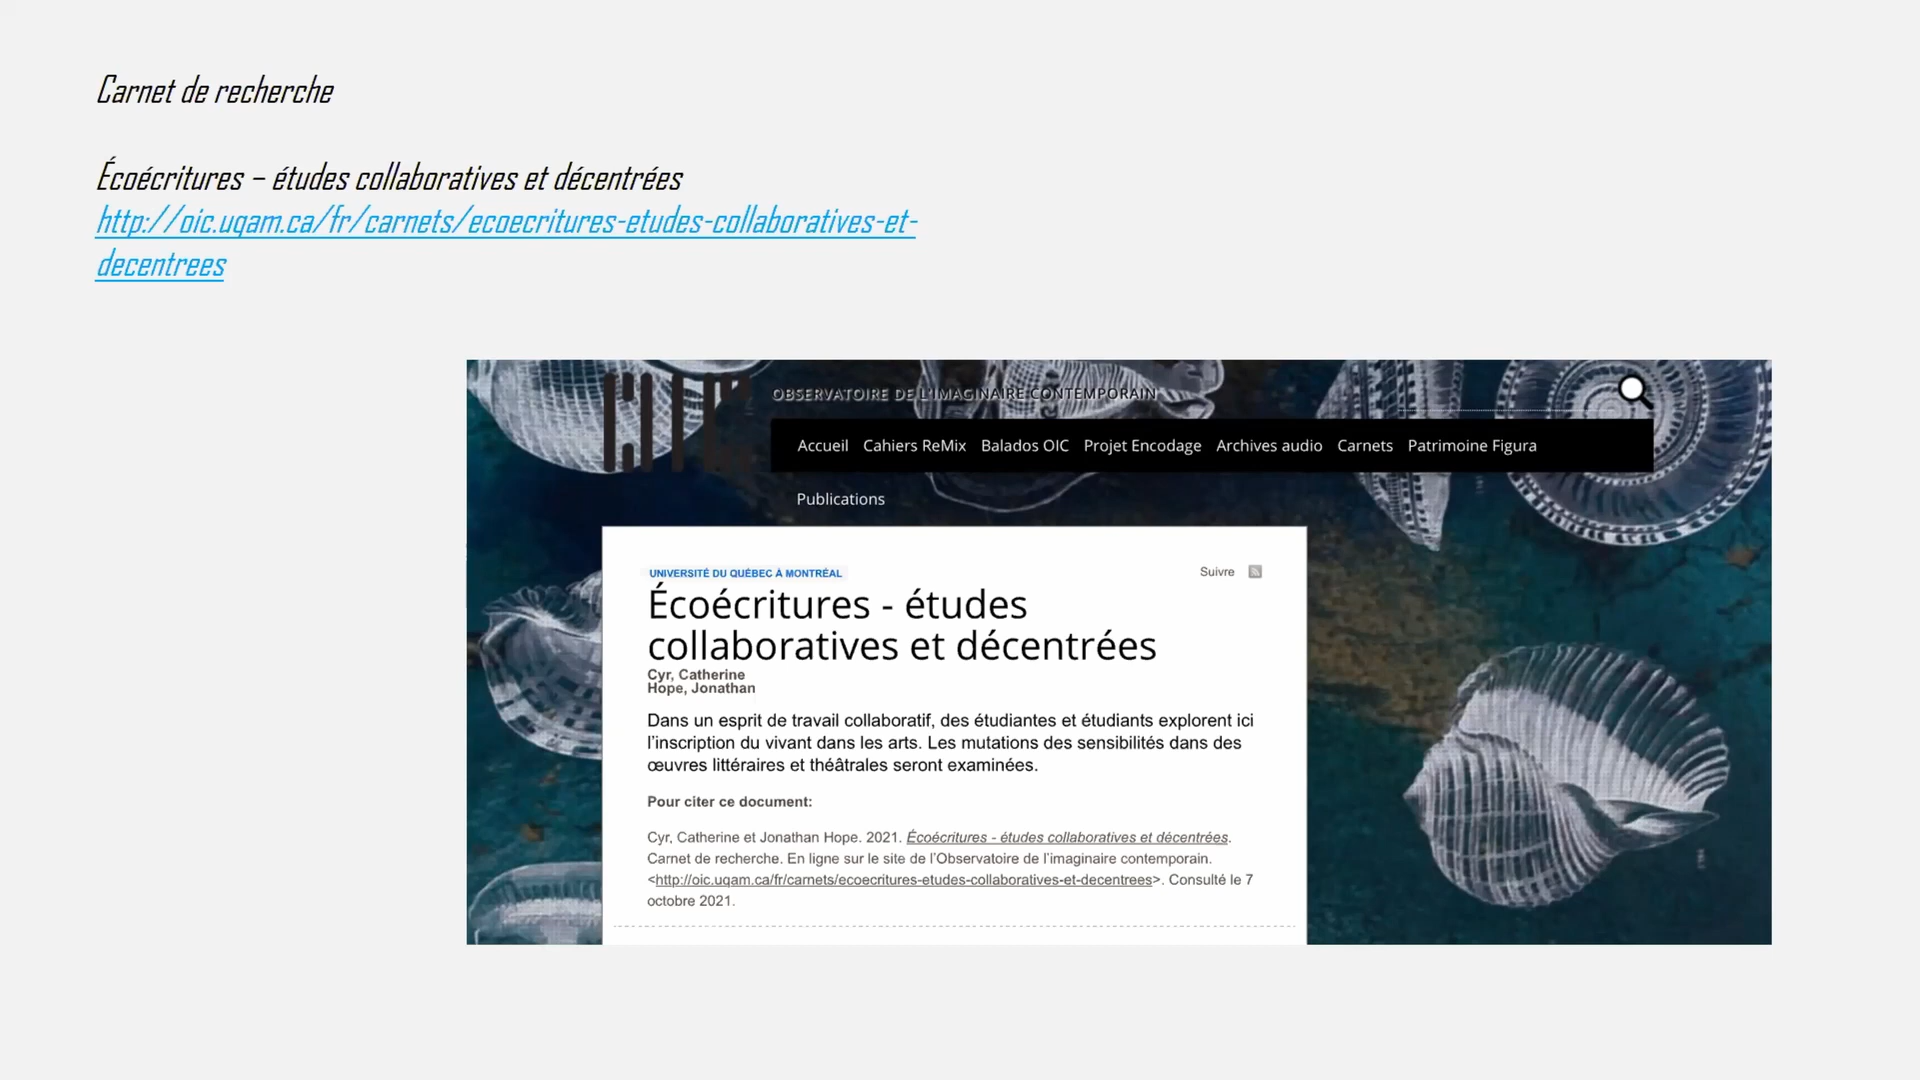 Carnet de recherche
Écoécritures – études collaboratives et décentrées
http://oic.uqam.ca/fr/carnets/ecoecritures-etudes-collaboratives-et-
decentrees
OIC
OBSERVATOIRE DE L'IMAGINAIRE CONTEMPORAIN
Accueil Cahiers ReMix Balados OIC Projet Encodage Archives audio Carnets Patrimoine Figura
Publications
UNIVERSITÉ DU QUÉBEC À MONTRÉAL
Suivre
Écoécritures - études
collaboratives et décentrées
Cyr, Catherine
Hope, Jonathan
Dans un esprit de travail collaboratif, des étudiantes et étudiants explorent ici
l’inscription du vivant dans les arts. Les mutations des sensibilités dans des
œuvres littéraires et théâtrales seront examinées.
Pour citer ce document:
Cyr, Catherine et Jonathan Hope. 2021. Écoécritures - études collaboratives et décentrées.
Carnet de recherche. En ligne sur le site de l’Observatoire de l’imaginaire contemporain.
<http://oic.uqam.ca/fr/carnets/ecoecritures-etudes-collaboratives-et-decentrees>. Consulté le 7
octobre 2021.